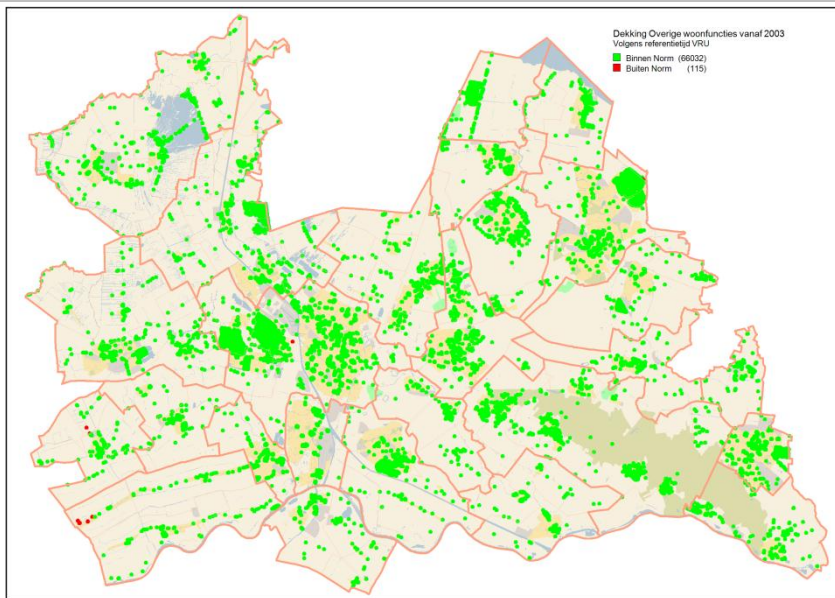 Dekking Overige woonfuncties vanaf 2003
Volgens referentietijd VRU
Binnen Norm (66032)
Buiten Norm (115)